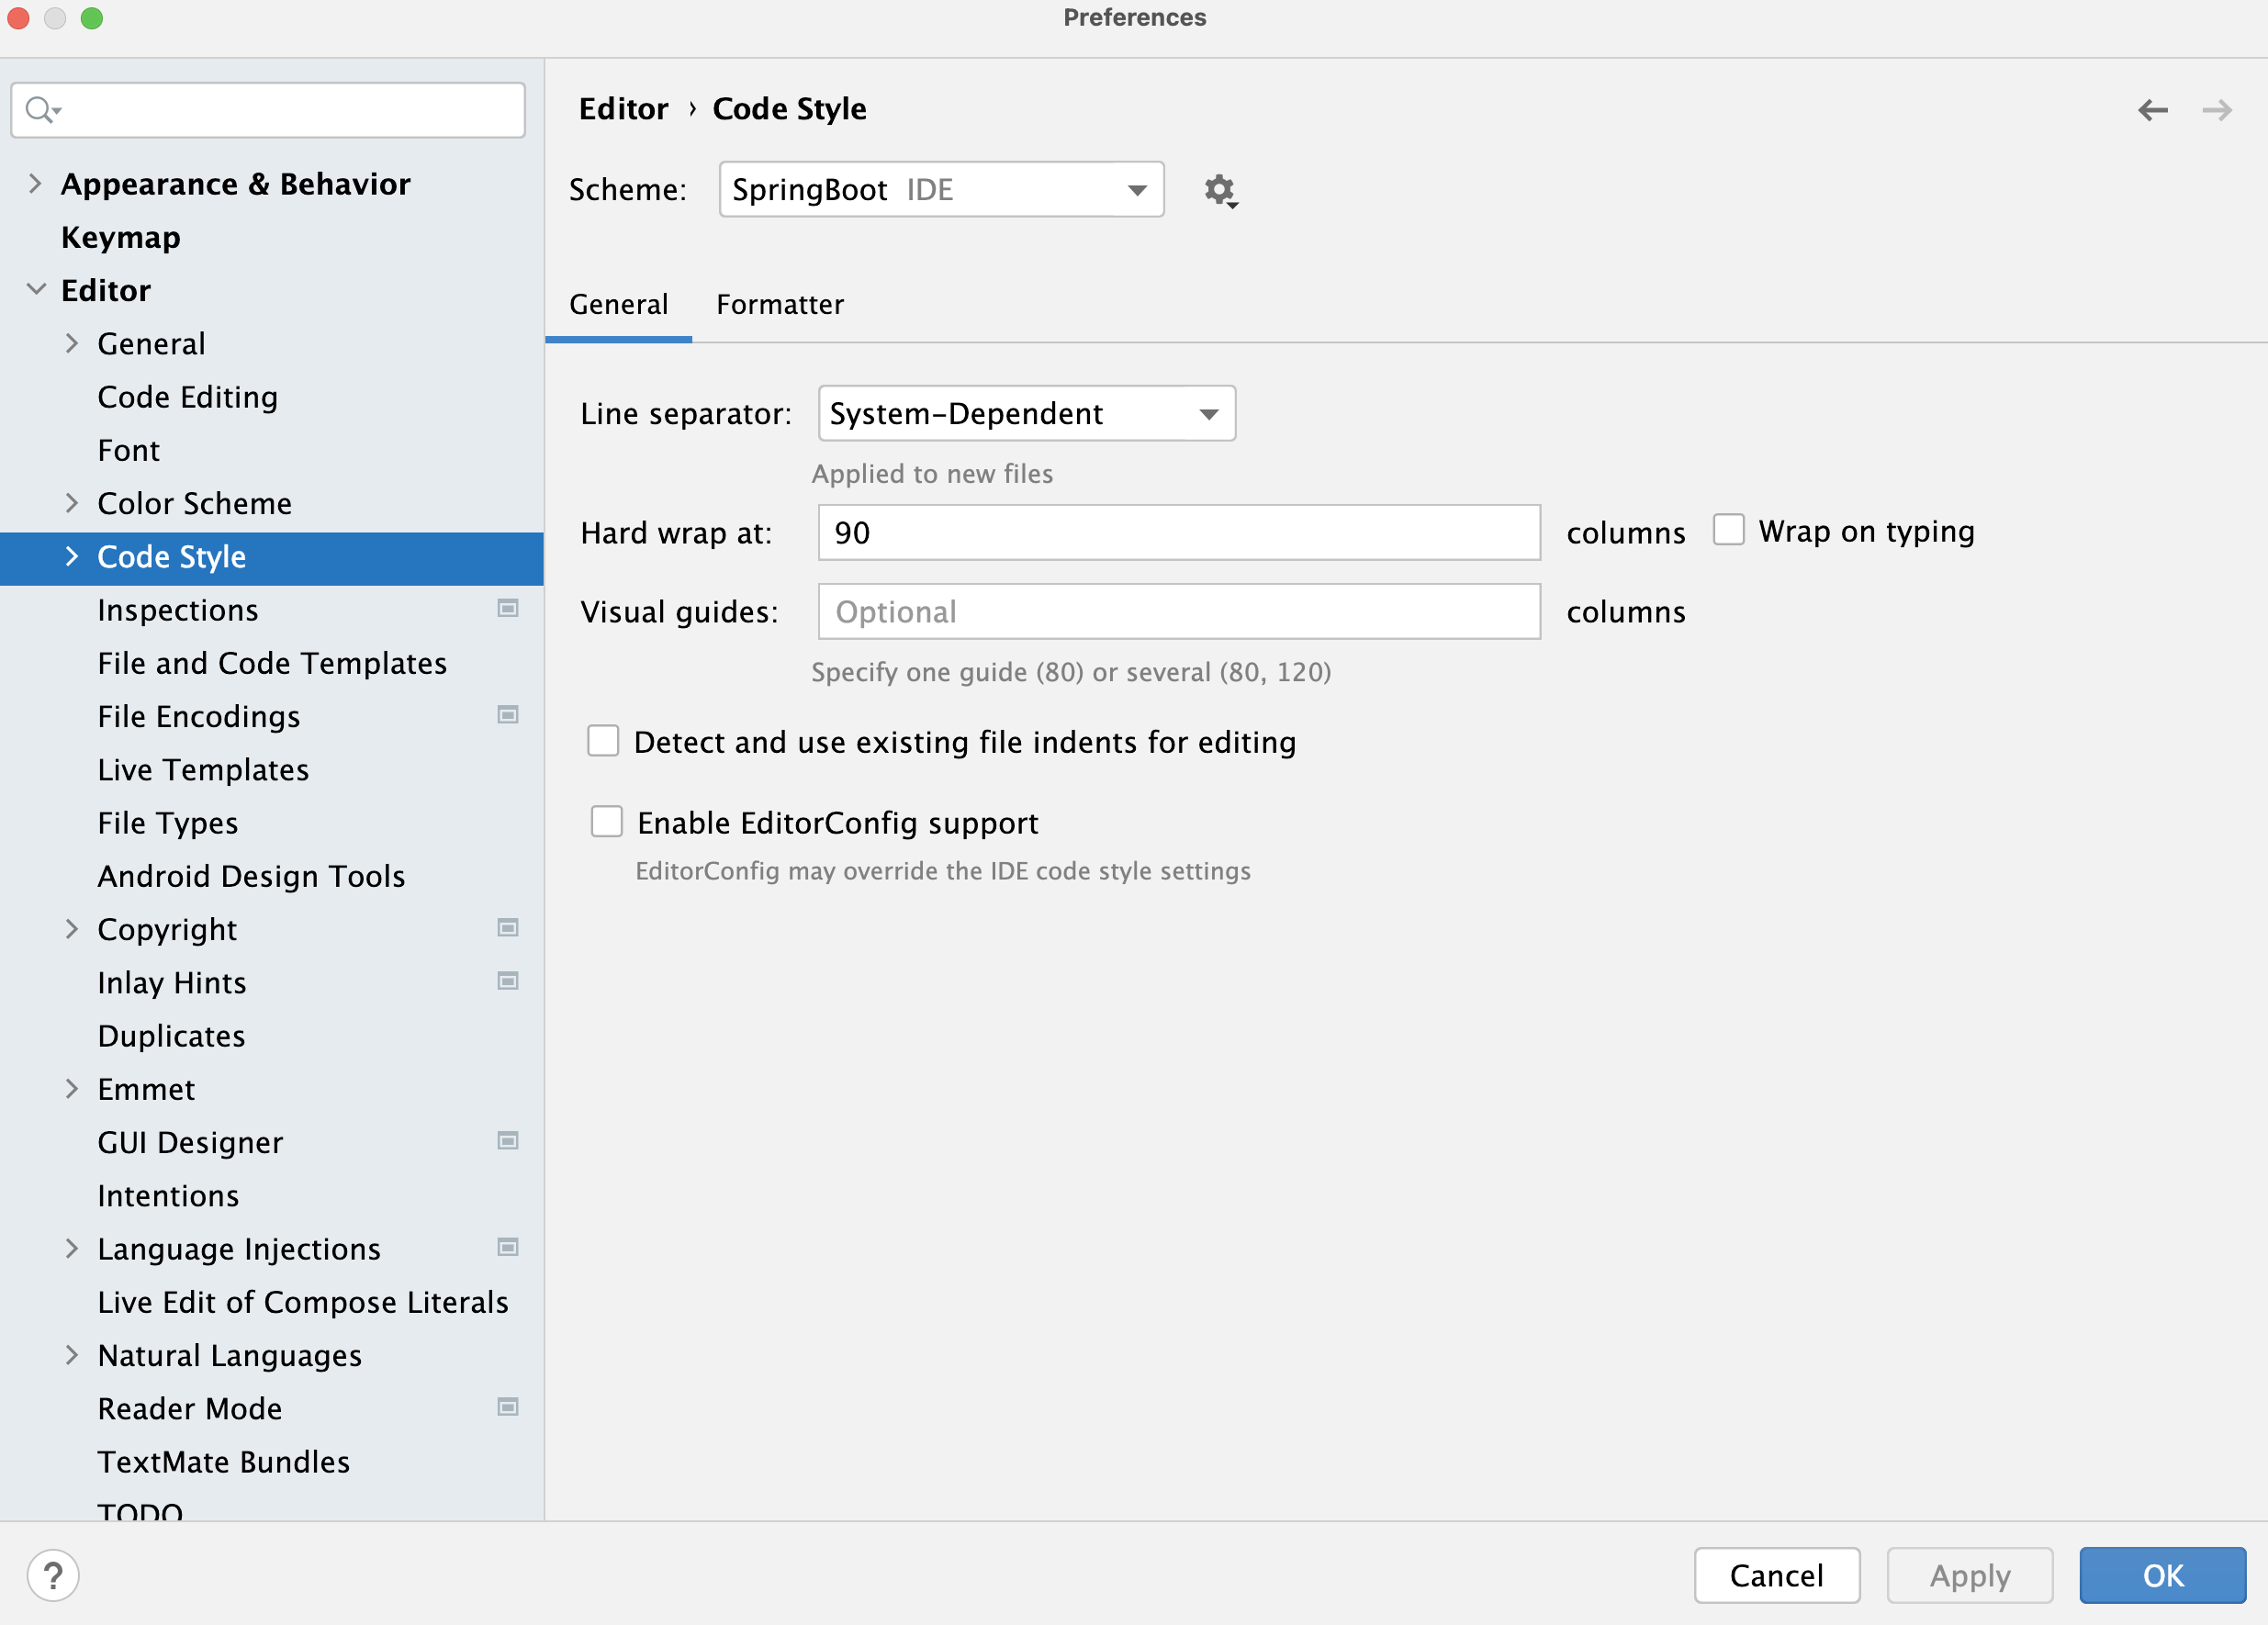 Preferences
Appearance & Behavior
Keymap
Editor
General
Code Editing
Font
Color Scheme
Code Style
Inspections
File and Code Templates
File Encodings
Live Templates
File Types
Android Design Tools
Copyright
Inlay Hints
Duplicates
Emmet
GUI Designer
Intentions
Language Injections
Live Edit of Compose Literals
Natural Languages
Reader Mode
TextMate Bundles
TODO
Editor › Code Style
Scheme: SpringBoot IDE
General Formatter
Line separator: System-Dependent
Applied to new files
Hard wrap at: 90 columns Wrap on typing
Visual guides: Optional columns
Specify one guide (80) or several (80, 120)
Detect and use existing file indents for editing
Enable EditorConfig support
EditorConfig may override the IDE code style settings
? Cancel Apply OK